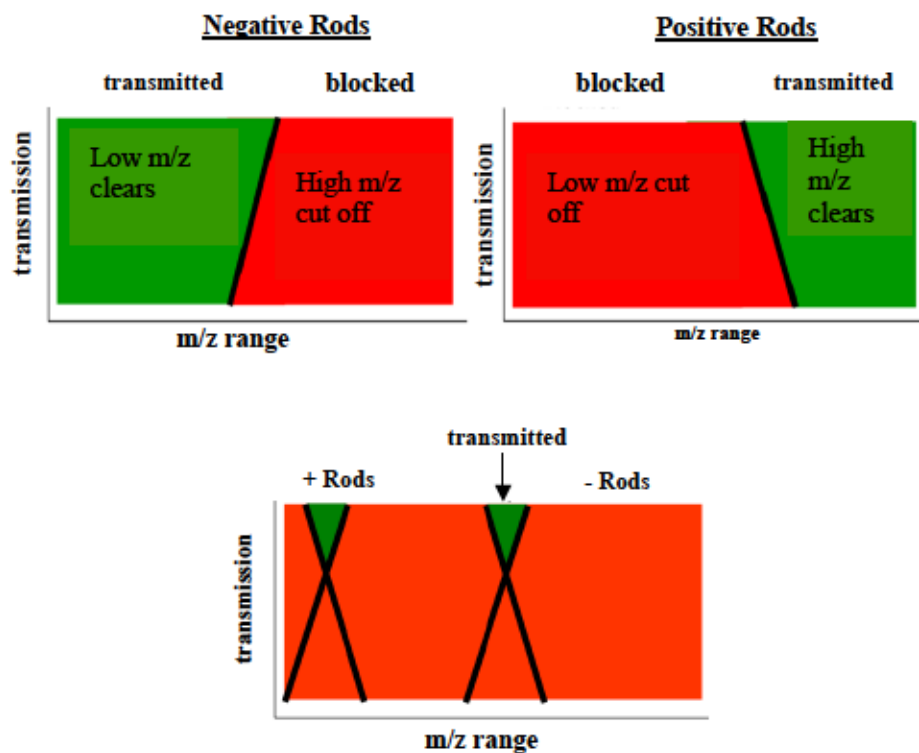 Negative Rods
transmitted
blocked
Low m/z
clears
High m/z
cut off
transmission
m/z range
Positive Rods
blocked
transmitted
Low m/z cut
off
High
m/z
clears
transmission
m/z range
transmitted
+ Rods
- Rods
transmission
m/z range